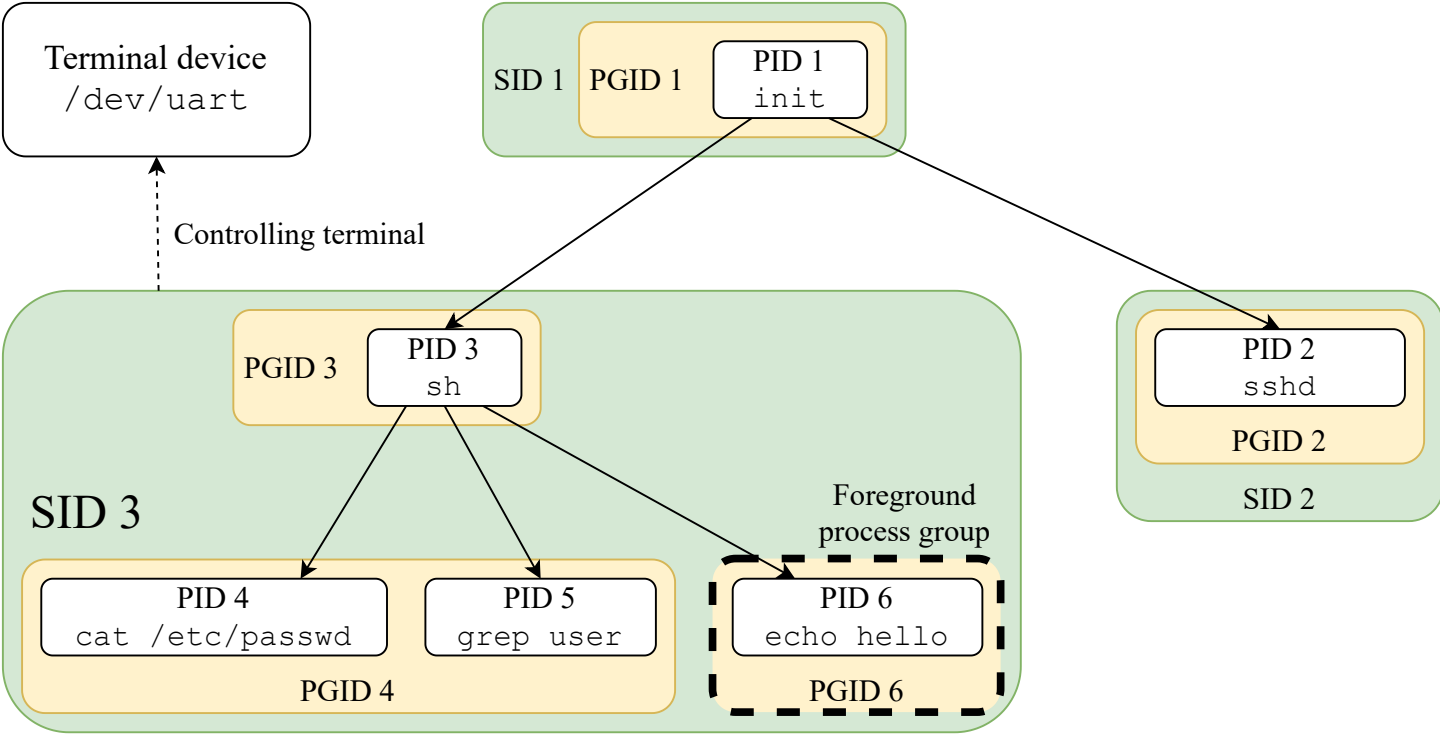 Terminal device
/dev/uart
SID 1
PGID 1
PID 1
init
Controlling terminal
PGID 3
PID 3
sh
PID 2
sshd
PGID 2
SID 2
SID 3
Foreground
process group
PID 4
cat /etc/passwd
PID 5
grep user
PGID 4
PID 6
echo hello
PGID 6